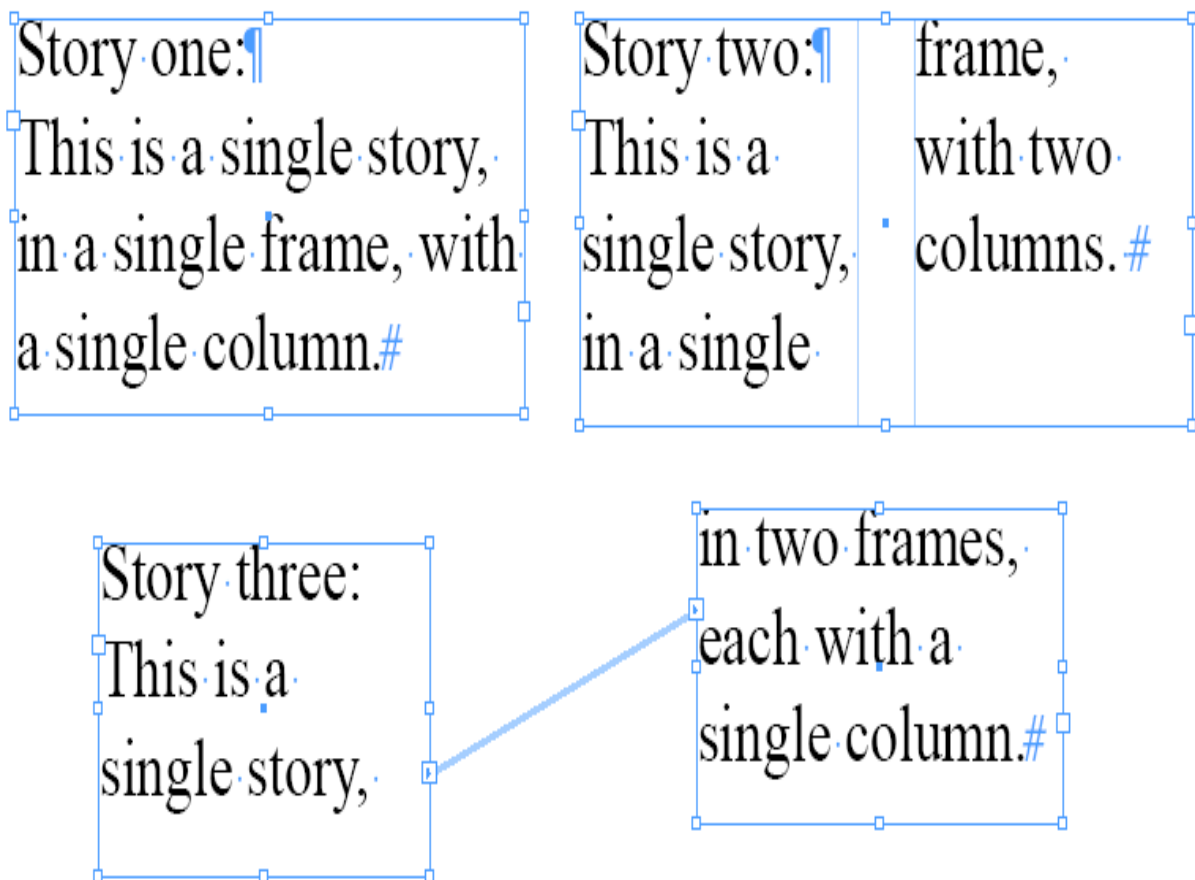 Story one:¶
This is a single story,
in a single frame, with
a single column.#
Story two:¶
This is a
single story,
in a single
frame,
with two
columns. #
Story three:
This is a
single story,
in two frames,
each with a
single column.#